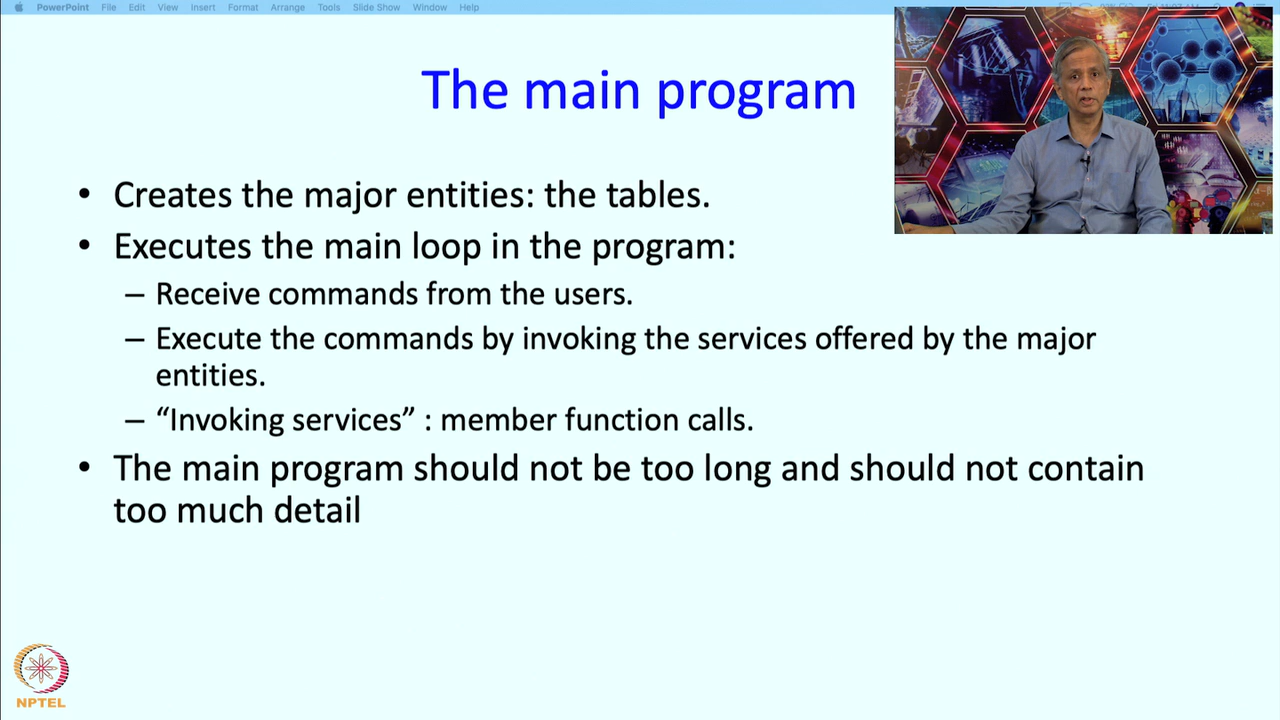 PowerPoint File Edit View Insert Format Arrange Tools Slide Show Window Help
The main program
• Creates the major entities: the tables.
• Executes the main loop in the program:
– Receive commands from the users.
– Execute the commands by invoking the services offered by the major
entities.
– “Invoking services” : member function calls.
• The main program should not be too long and should not contain
too much detail
NPTEL